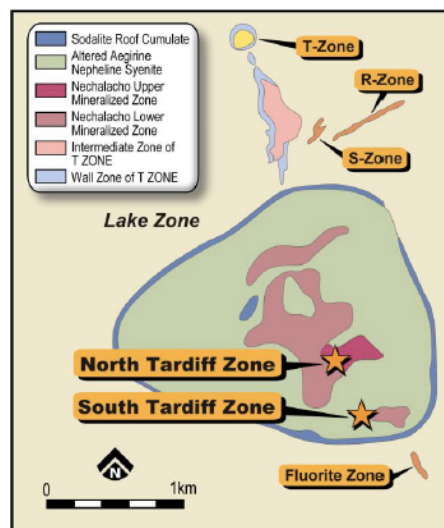 Sodalite Roof Cumulate
Altered Aegirine
Nepheline Syenite
Nechalacho Upper
Mineralized Zone
Nechalacho Lower
Mineralized Zone
Intermediate Zone of
T ZONE
Wall Zone of T ZONE
T-Zone
R-Zone
S-Zone
Lake Zone
North Tardiff Zone
South Tardiff Zone
Fluorite Zone
N
0 1km